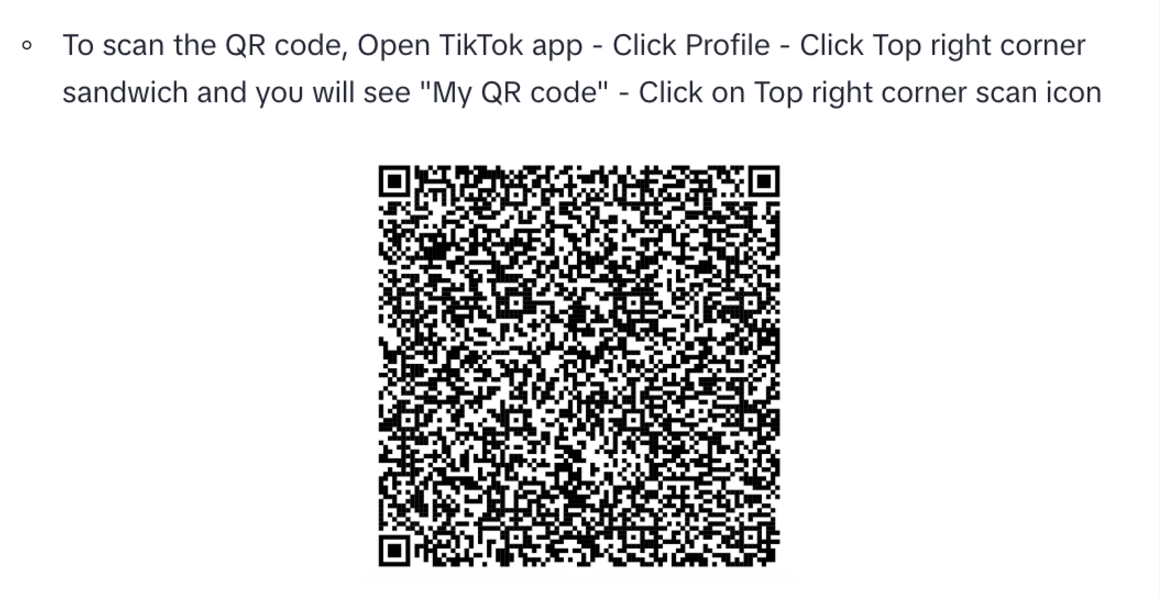 To scan the QR code, Open TikTok app - Click Profile - Click Top right corner
sandwich and you will see "My QR code" - Click on Top right corner scan icon